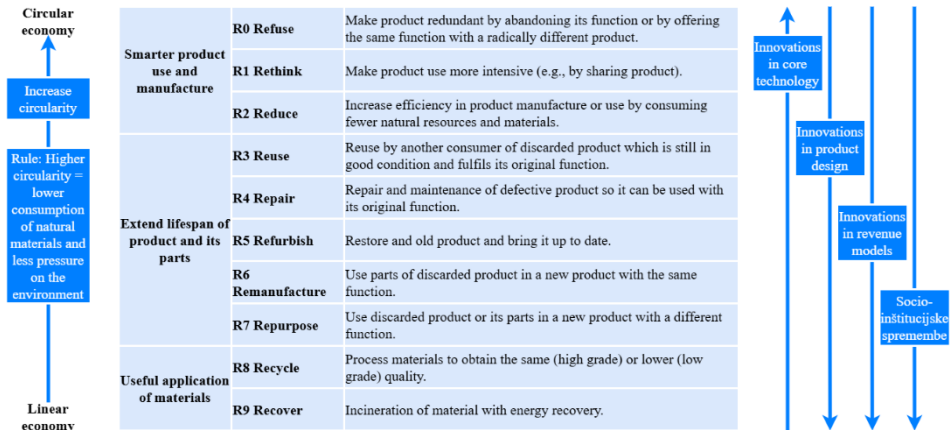 Circular
economy
Increase
circularity
Rule: Higher
circularity =
lower
consumption
of natural
materials and
less pressure
on the
environment
Linear
economy
Smarter product
use and
manufacture
R0 Refuse
Make product redundant by abandoning its function or by offering
the same function with a radically different product.
R1 Rethink
Make product use more intensive (e.g., by sharing product).
R2 Reduce
Increase efficiency in product manufacture or use by consuming
fewer natural resources and materials.
Extend lifespan of
product and its
parts
R3 Reuse
Reuse by another consumer of discarded product which is still in
good condition and fulfils its original function.
R4 Repair
Repair and maintenance of defective product so it can be used with
its original function.
R5 Refurbish
Restore and old product and bring it up to date.
R6
Remanufacture
Use parts of discarded product in a new product with the same
function.
R7 Repurpose
Use discarded product or its parts in a new product with a different
function.
Useful application
of materials
R8 Recycle
Process materials to obtain the same (high grade) or lower (low
grade) quality.
R9 Recover
Incineration of material with energy recovery.
Innovations
in core
technology
Innovations
in product
design
Innovations
in revenue
models
Socio-
inštitucijske
spremembe